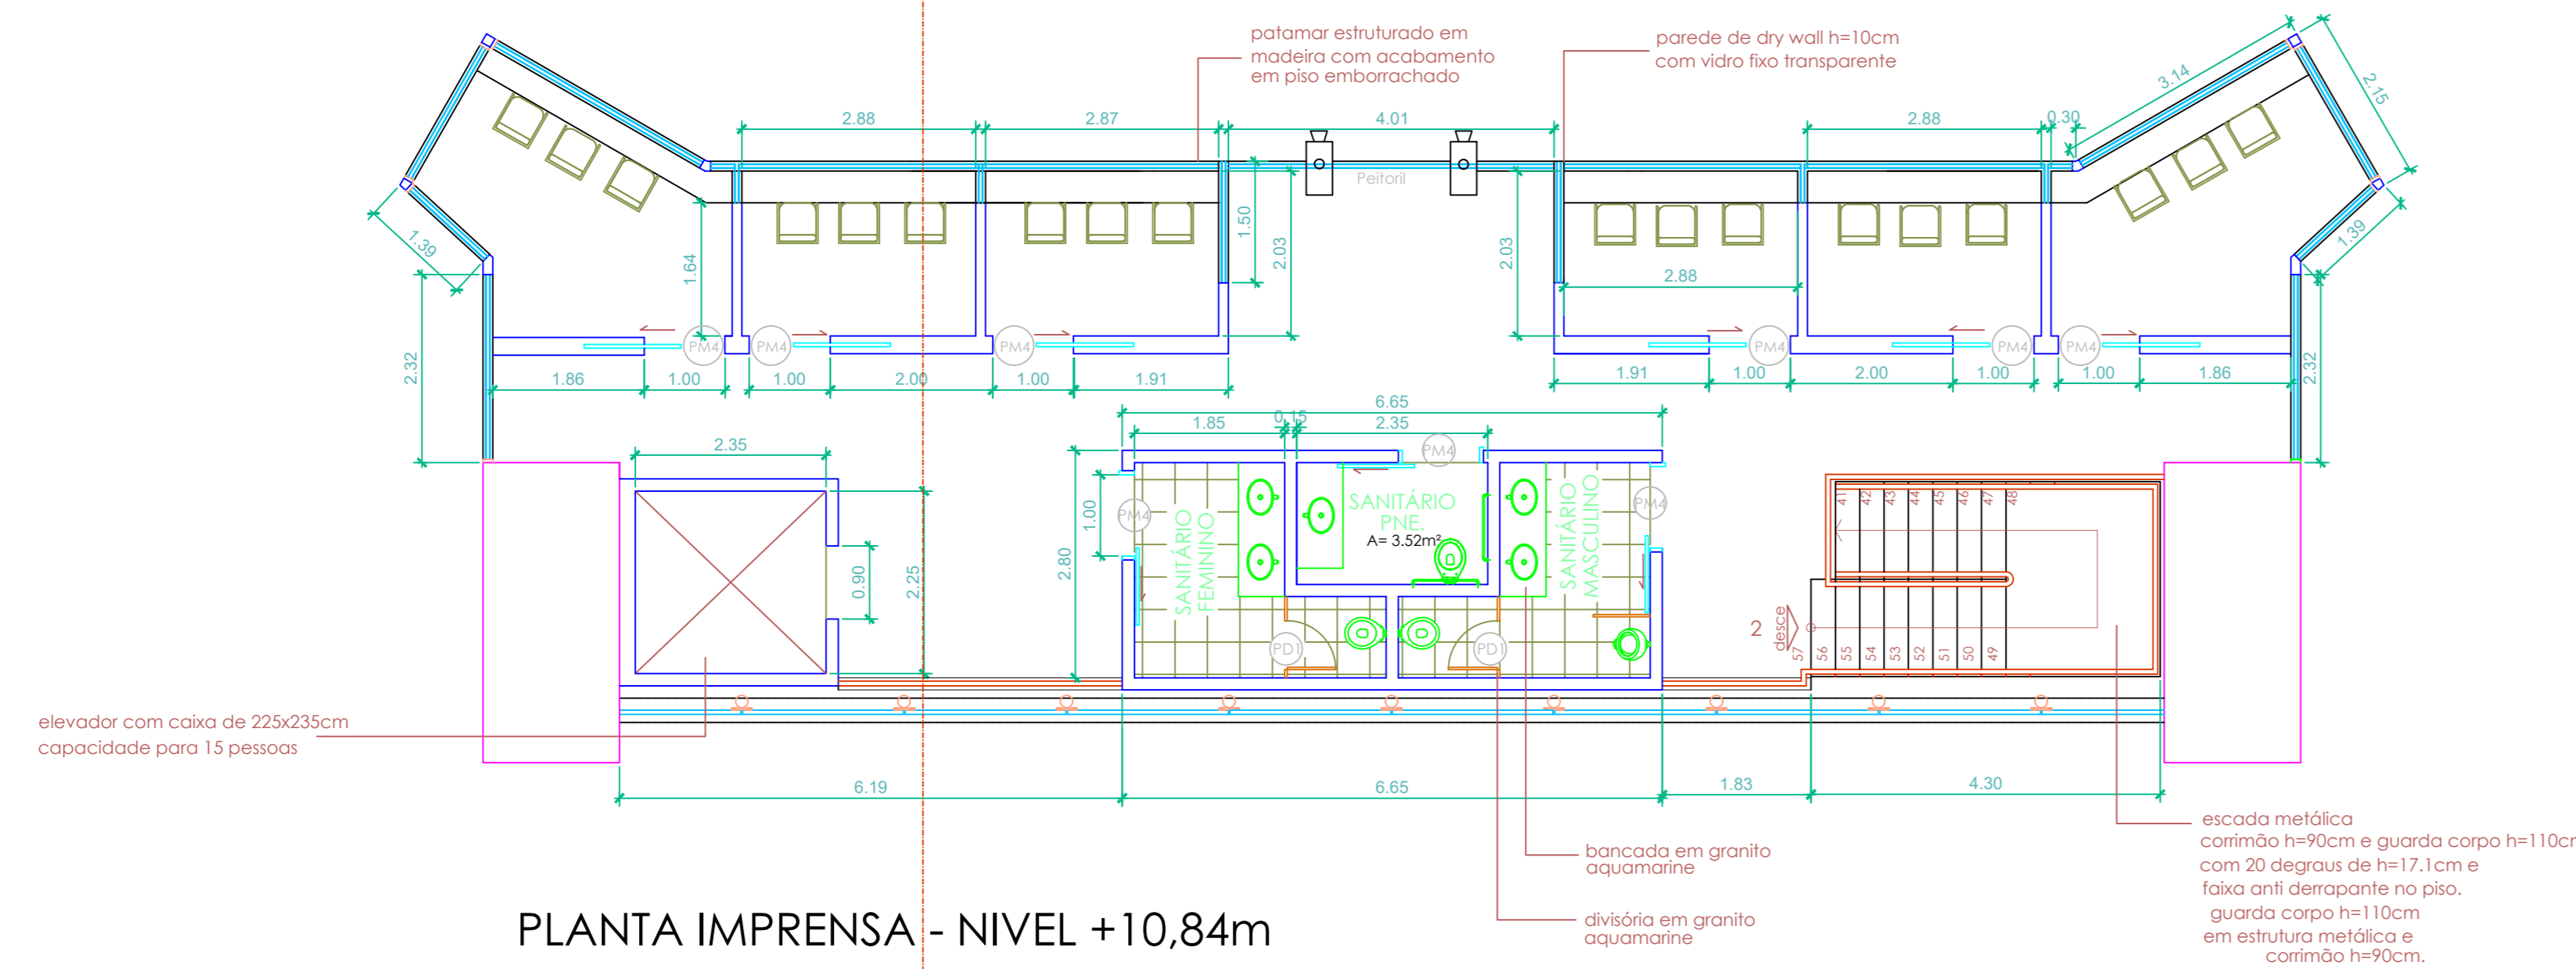 patamar estruturado em
madeira com acabamento
em piso emborrachado
parede de dry wall h=10cm
com vidro fixo transparente
3.14
2.15
2.88
2.87
4.01
2.88
0.30
Peitoril
1.39
1.64
1.50
2.03
2.03
2.88
1.39
2.32
PM4
PM4
PM4
PM4
PM4
PM4
2.32
1.86
1.00
1.00
2.00
1.00
1.91
1.91
1.00
2.00
1.00
1.00
1.86
6.65
2.35
1.85
0.15
2.35
PM4
1.00
PM4
SANITÁRIO
FEMININO
SANITÁRIO
PNE.
A= 3.52m²
SANITÁRIO
MASCULINO
PM4
41
42
43
44
45
46
47
48
0.90
2.25
2.80
PD1
PD1
2
desce
57
56
55
54
53
52
51
50
49
elevador com caixa de 225x235cm
capacidade para 15 pessoas
6.19
6.65
1.83
4.30
bancada em granito
aquamarine
divisória em granito
aquamarine
escada metálica
corrimão h=90cm e guarda corpo h=110cm
com 20 degraus de h=17.1cm e
faixa anti derrapante no piso.
guarda corpo h=110cm
em estrutura metálica e
corrimão h=90cm.
PLANTA IMPRENSA - NIVEL +10,84m